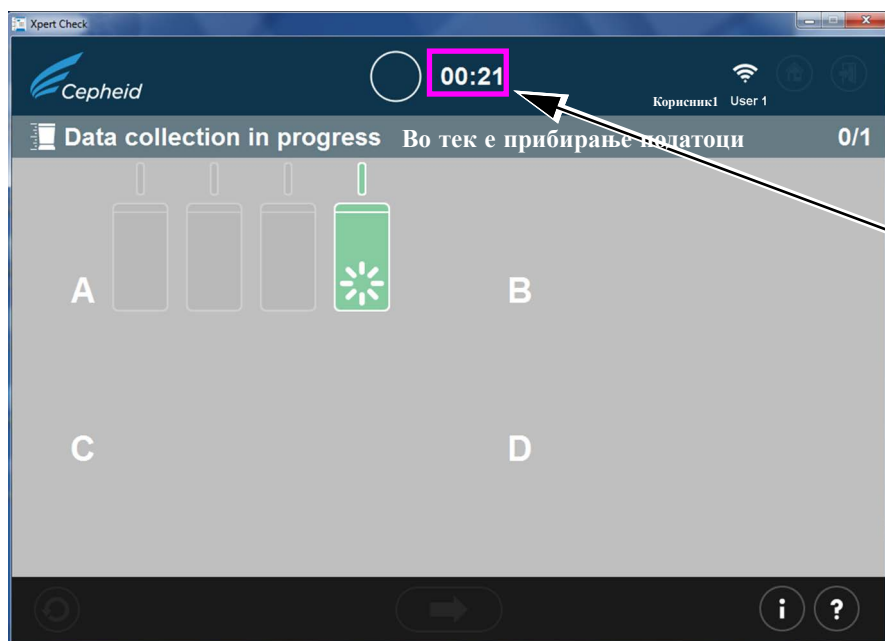 Xpert Check
Cepheid
00:21
Корисник1 User 1
Data collection in progress Во тек е прибирање податоци 0/1
A
B
C
D
i ?